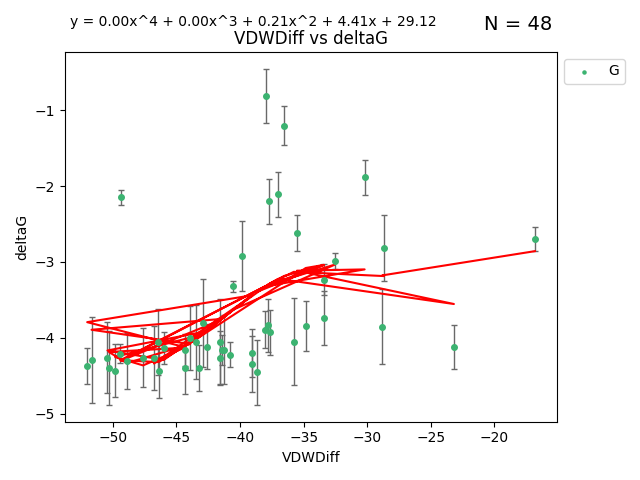 y = 0.00x^4 + 0.00x^3 + 0.21x^2 + 4.41x + 29.12
N = 48
VDWDiff vs deltaG
G
deltaG
−1
−2
−3
−4
−5
−50
−45
−40
−35
−30
−25
−20
VDWDiff